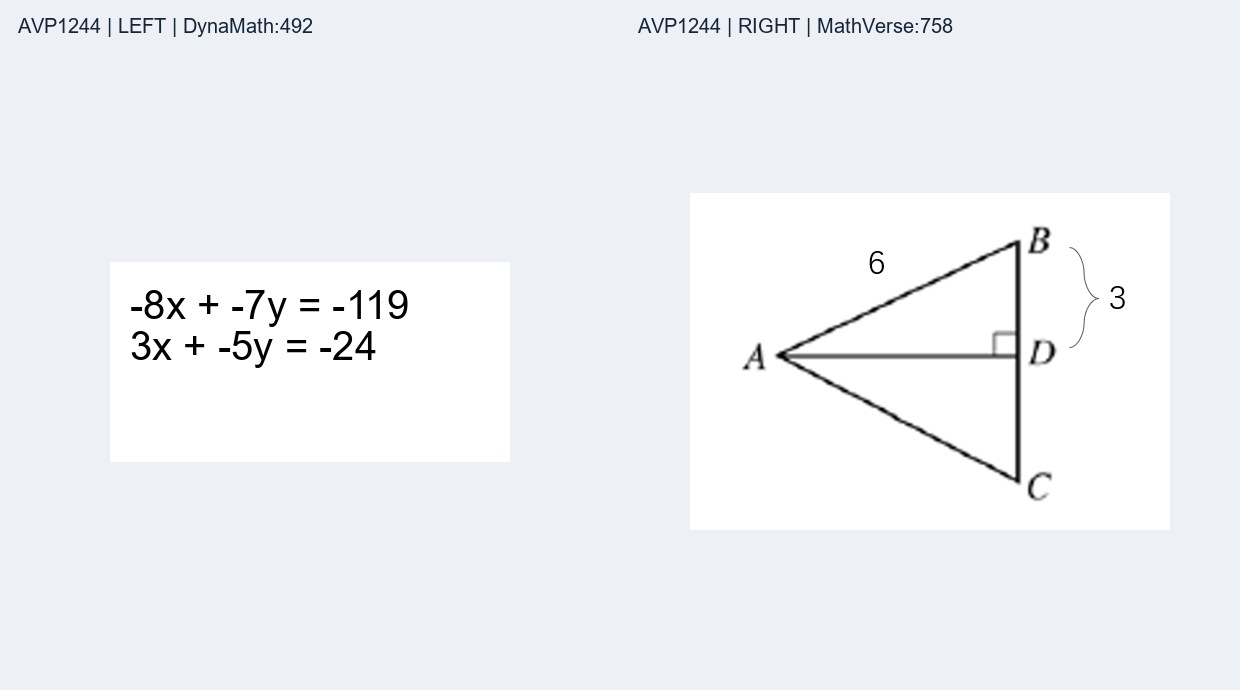 AVP1244 | LEFT | DynaMath:492
-8x + -7y = -119
3x + -5y = -24
AVP1244 | RIGHT | MathVerse:758
B
6
3
A
D
C